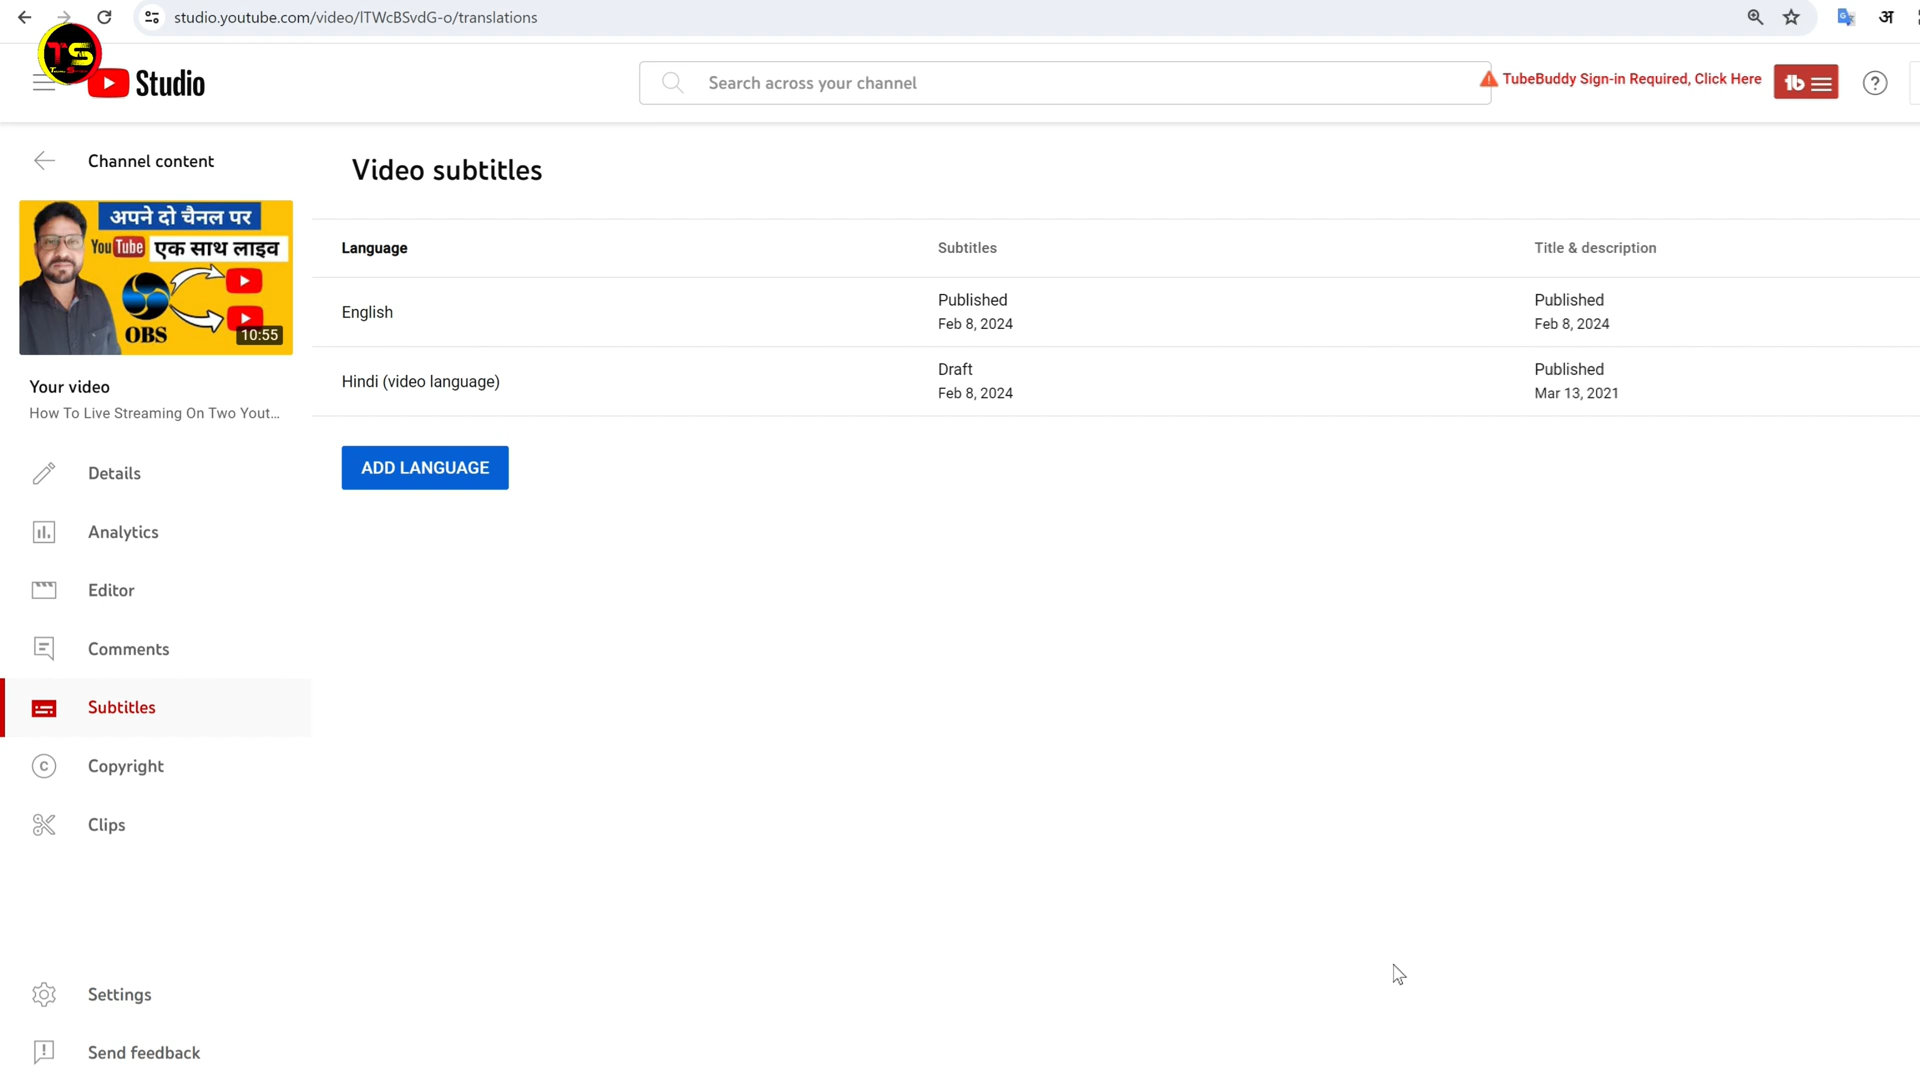 studio.youtube.com/video/lTWcBSvdG-o/translations
TS
Studio
Search across your channel
TubeBuddy Sign-in Required, Click Here
tb
?
अ
Channel content
Video subtitles
अपने दो चैनल पर
YouTube एक साथ लाइव
OBS
10:55
Language Subtitles Title & description
English Published Published
Feb 8, 2024 Feb 8, 2024
Hindi (video language) Draft Published
Feb 8, 2024 Mar 13, 2021
ADD LANGUAGE
Your video
How To Live Streaming On Two Yout...
Details
Analytics
Editor
Comments
Subtitles
Copyright
Clips
Settings
Send feedback